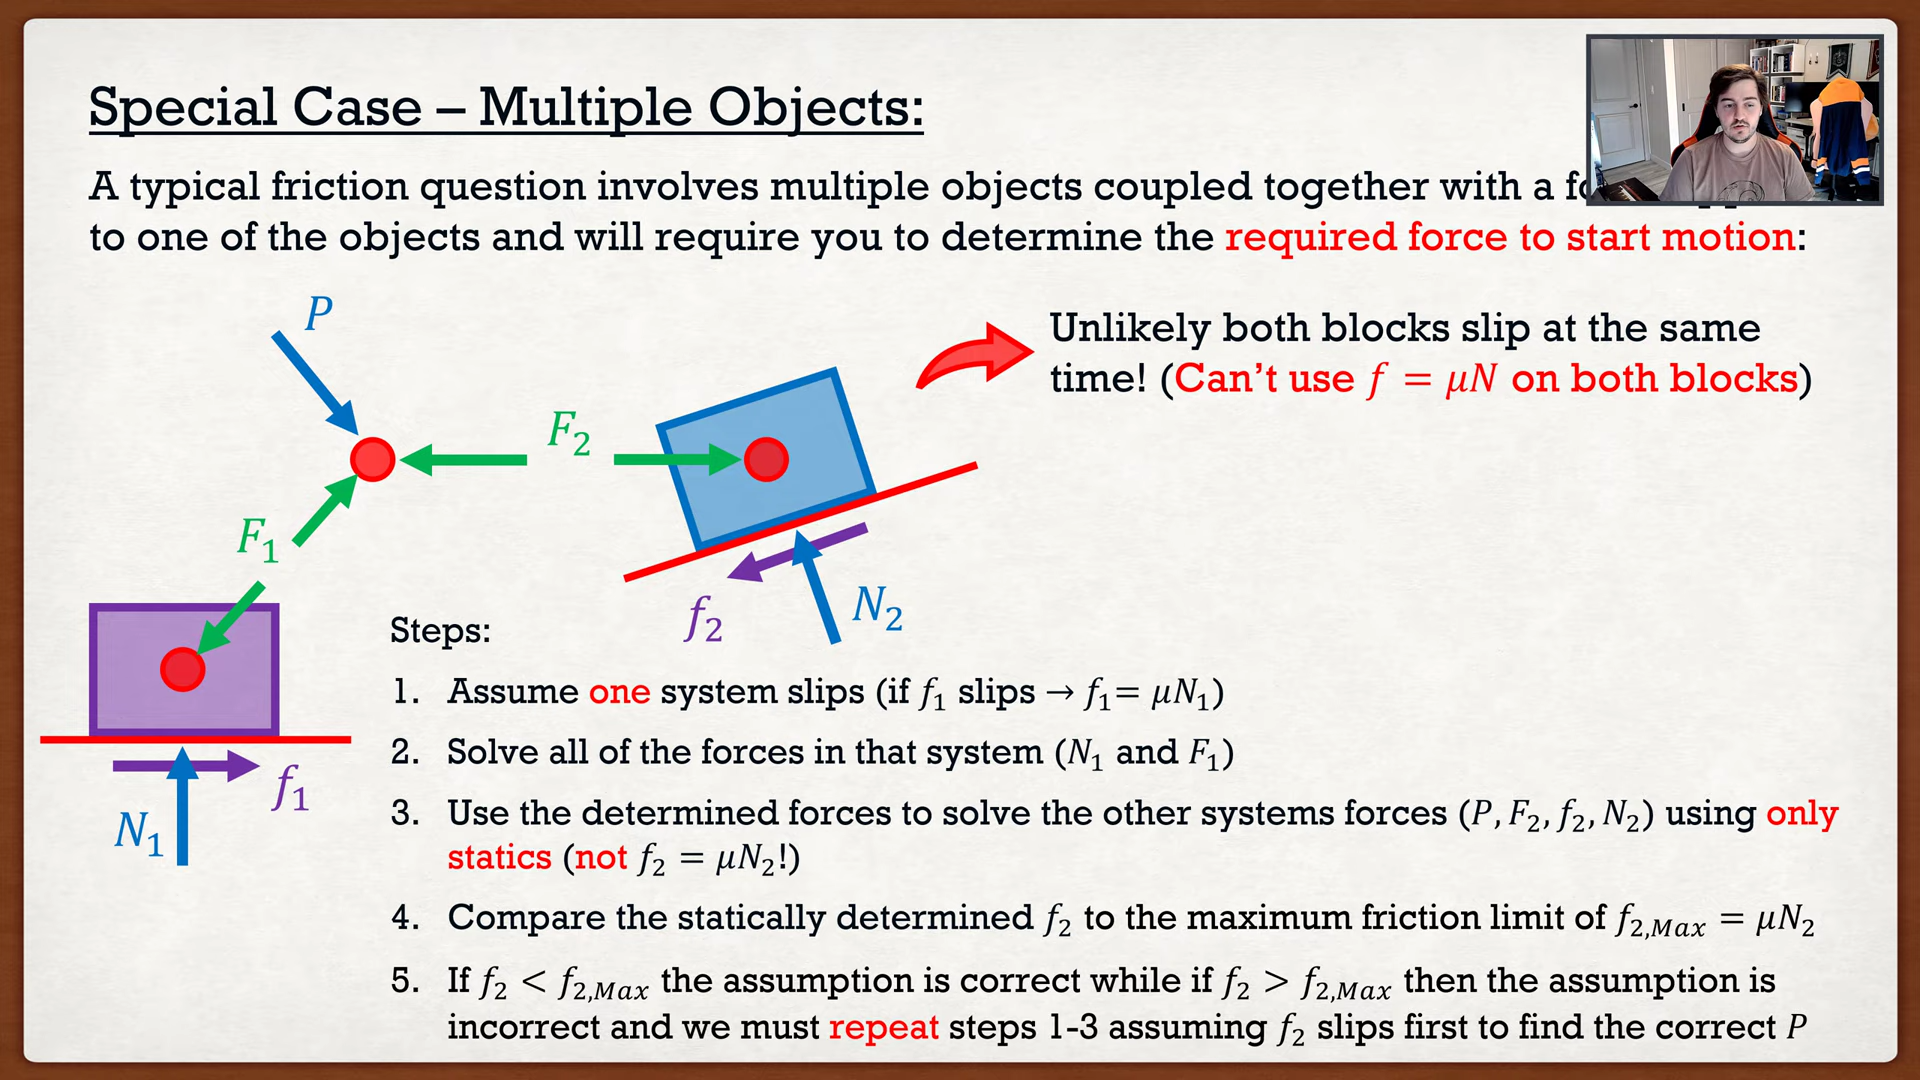 Special Case – Multiple Objects:
A typical friction question involves multiple objects coupled together with a
to one of the objects and will require you to determine the required force to start motion:
P
Unlikely both blocks slip at the same
time! (Can't use f = μN on both blocks)
F₂
F₁
f₂
N₂
f₁
N₁
Steps:
1. Assume one system slips (if f₁ slips → f₁= μN₁)
2. Solve all of the forces in that system (N₁ and F₁)
3. Use the determined forces to solve the other systems forces (P, F₂, f₂, N₂) using only
statics (not f₂ = μN₂!)
4. Compare the statically determined f₂ to the maximum friction limit of f₂,Max = μN₂
5. If f₂ < f₂,Max the assumption is correct while if f₂ > f₂,Max then the assumption is
incorrect and we must repeat steps 1-3 assuming f₂ slips first to find the correct P